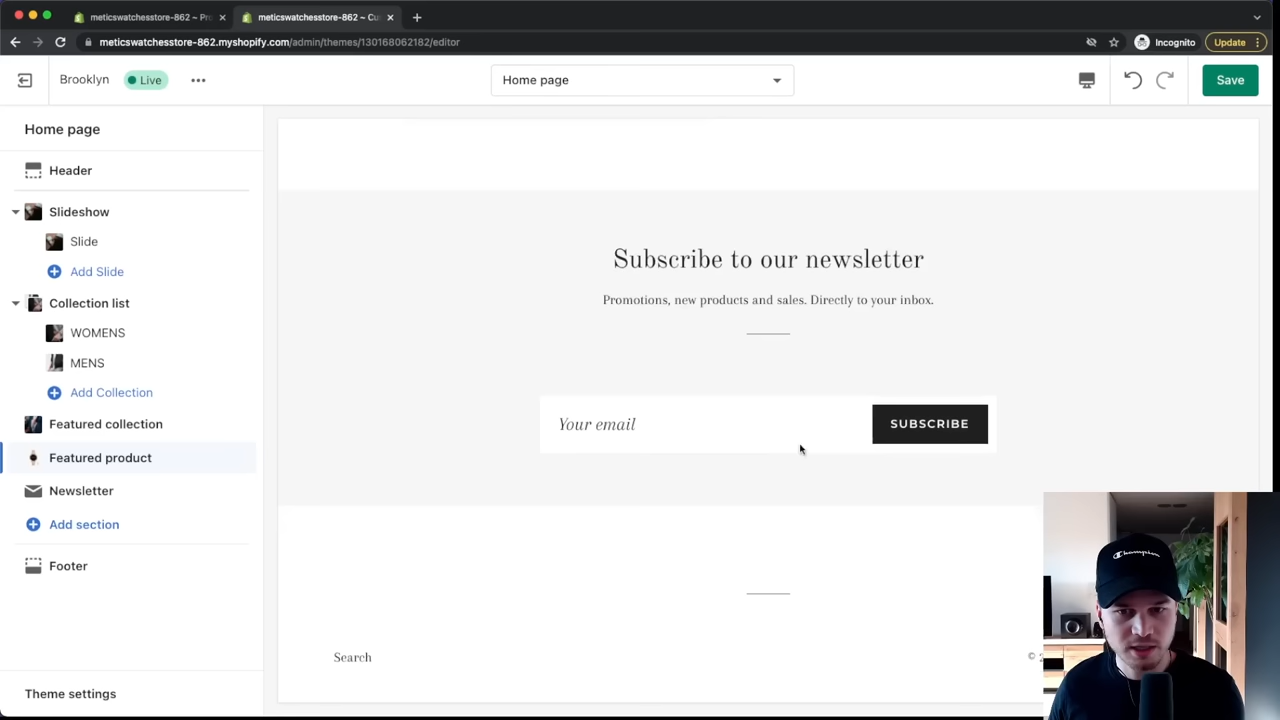 meticswatchesstore-862 ~ Pr
meticswatchesstore-862 ~ Cu
meticswatchesstore-862.myshopify.com/admin/themes/130168062182/editor
Incognito
Update
Brooklyn
Live
Home page
Save
Home page
Header
Slideshow
Slide
Add Slide
Collection list
WOMENS
MENS
Add Collection
Featured collection
Featured product
Newsletter
Add section
Footer
Theme settings
Subscribe to our newsletter
Promotions, new products and sales. Directly to your inbox.
Your email
SUBSCRIBE
Search
©
Champion